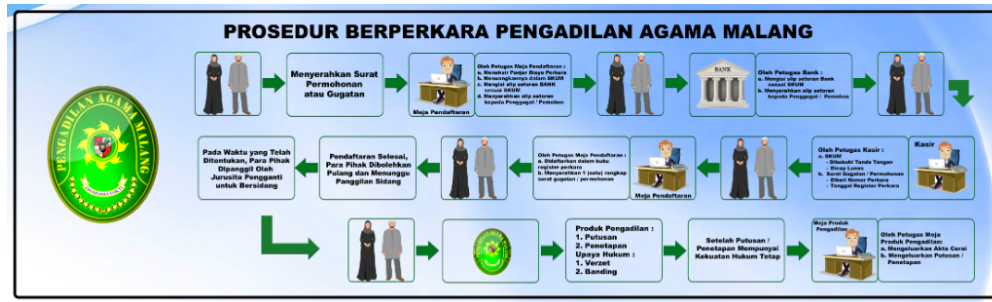 PROSEDUR BERPERKARA PENGADILAN AGAMA MALANG
PENGADILAN AGAMA MALANG
Menyerahkan Surat
Permohonan
atau Gugatan
Meja Pendaftaran
Oleh Petugas Meja Pendaftaran :
a. Menaksir Panjar Biaya Perkara
b. Menuangkannya dalam SKUM
c. Mengisi slip setoran BANK
sesuai SKUM
d. Menyerahkan slip setoran
kepada Penggugat / Pemohon
BANK
Oleh Petugas Bank :
a. Mengisi slip setoran Bank
sesuai SKUM
b. Menyerahkan slip setoran
kepada Penggugat / Pemohon
Kasir
Oleh Petugas Kasir :
a. SKUM
- Dibubuhi Tanda Tangan
- Dicap Lunas
b. Surat Gugatan / Permohonan
- Diberi Nomor Perkara
- Tanggal Register Perkara
Meja Pendaftaran
Oleh Petugas Meja Pendaftaran :
a. Didaftarkan dalam buku
register perkara
b. Menyerahkan 1 (satu) rangkap
surat gugatan / permohonan
Pendaftaran Selesai,
Para Pihak Dibolehkan
Pulang dan Menunggu
Panggilan Sidang
Pada Waktu yang Telah
Ditentukan, Para Pihak
Dipanggil Oleh
Jurusita Pengganti
untuk Bersidang
Produk Pengadilan :
1. Putusan
2. Penetapan
Upaya Hukum :
1. Verzet
2. Banding
Setelah Putusan /
Penetapan Mempunyai
Kekuatan Hukum Tetap
Meja Produk
Pengadilan
Oleh Petugas Meja
Produk Pengadilan:
a. Mengeluarkan Akta Cerai
b. Mengeluarkan Putusan /
Penetapan